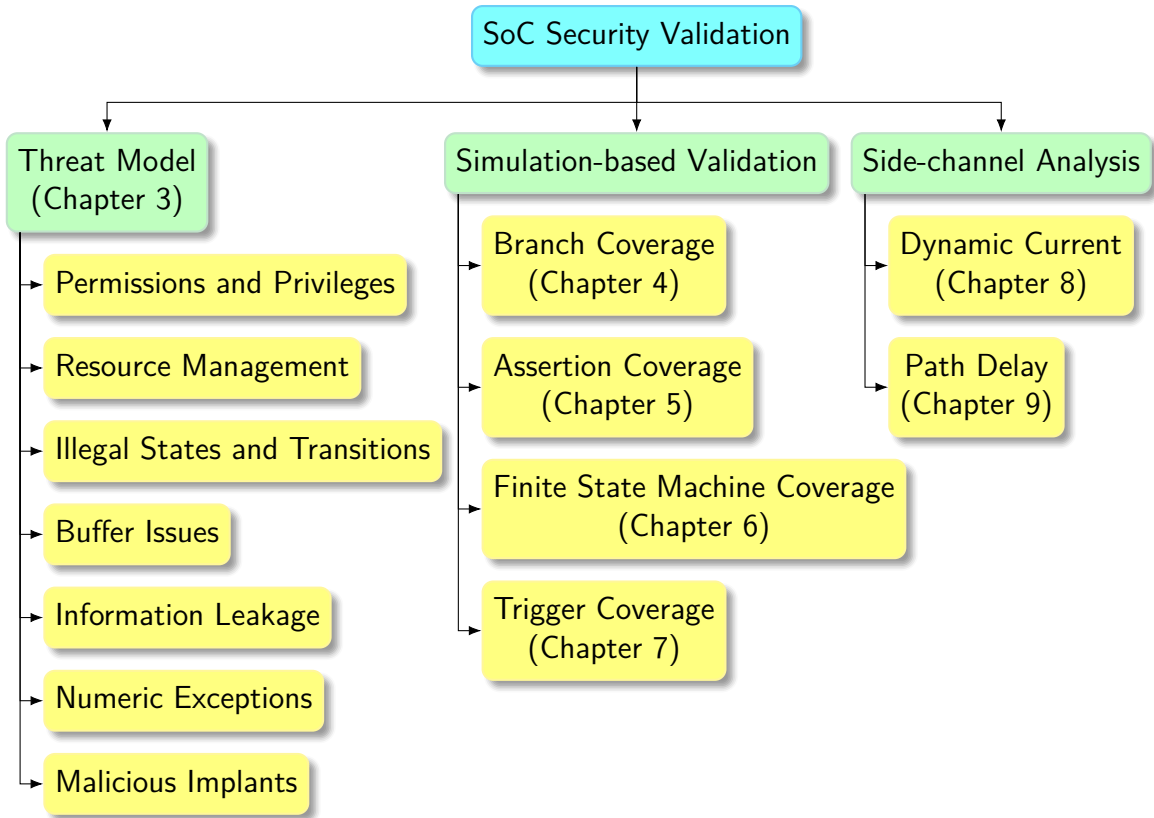 SoC Security Validation
Threat Model
(Chapter 3)
Permissions and Privileges
Resource Management
Illegal States and Transitions
Buffer Issues
Information Leakage
Numeric Exceptions
Malicious Implants
Simulation-based Validation
Branch Coverage
(Chapter 4)
Assertion Coverage
(Chapter 5)
Finite State Machine Coverage
(Chapter 6)
Trigger Coverage
(Chapter 7)
Side-channel Analysis
Dynamic Current
(Chapter 8)
Path Delay
(Chapter 9)